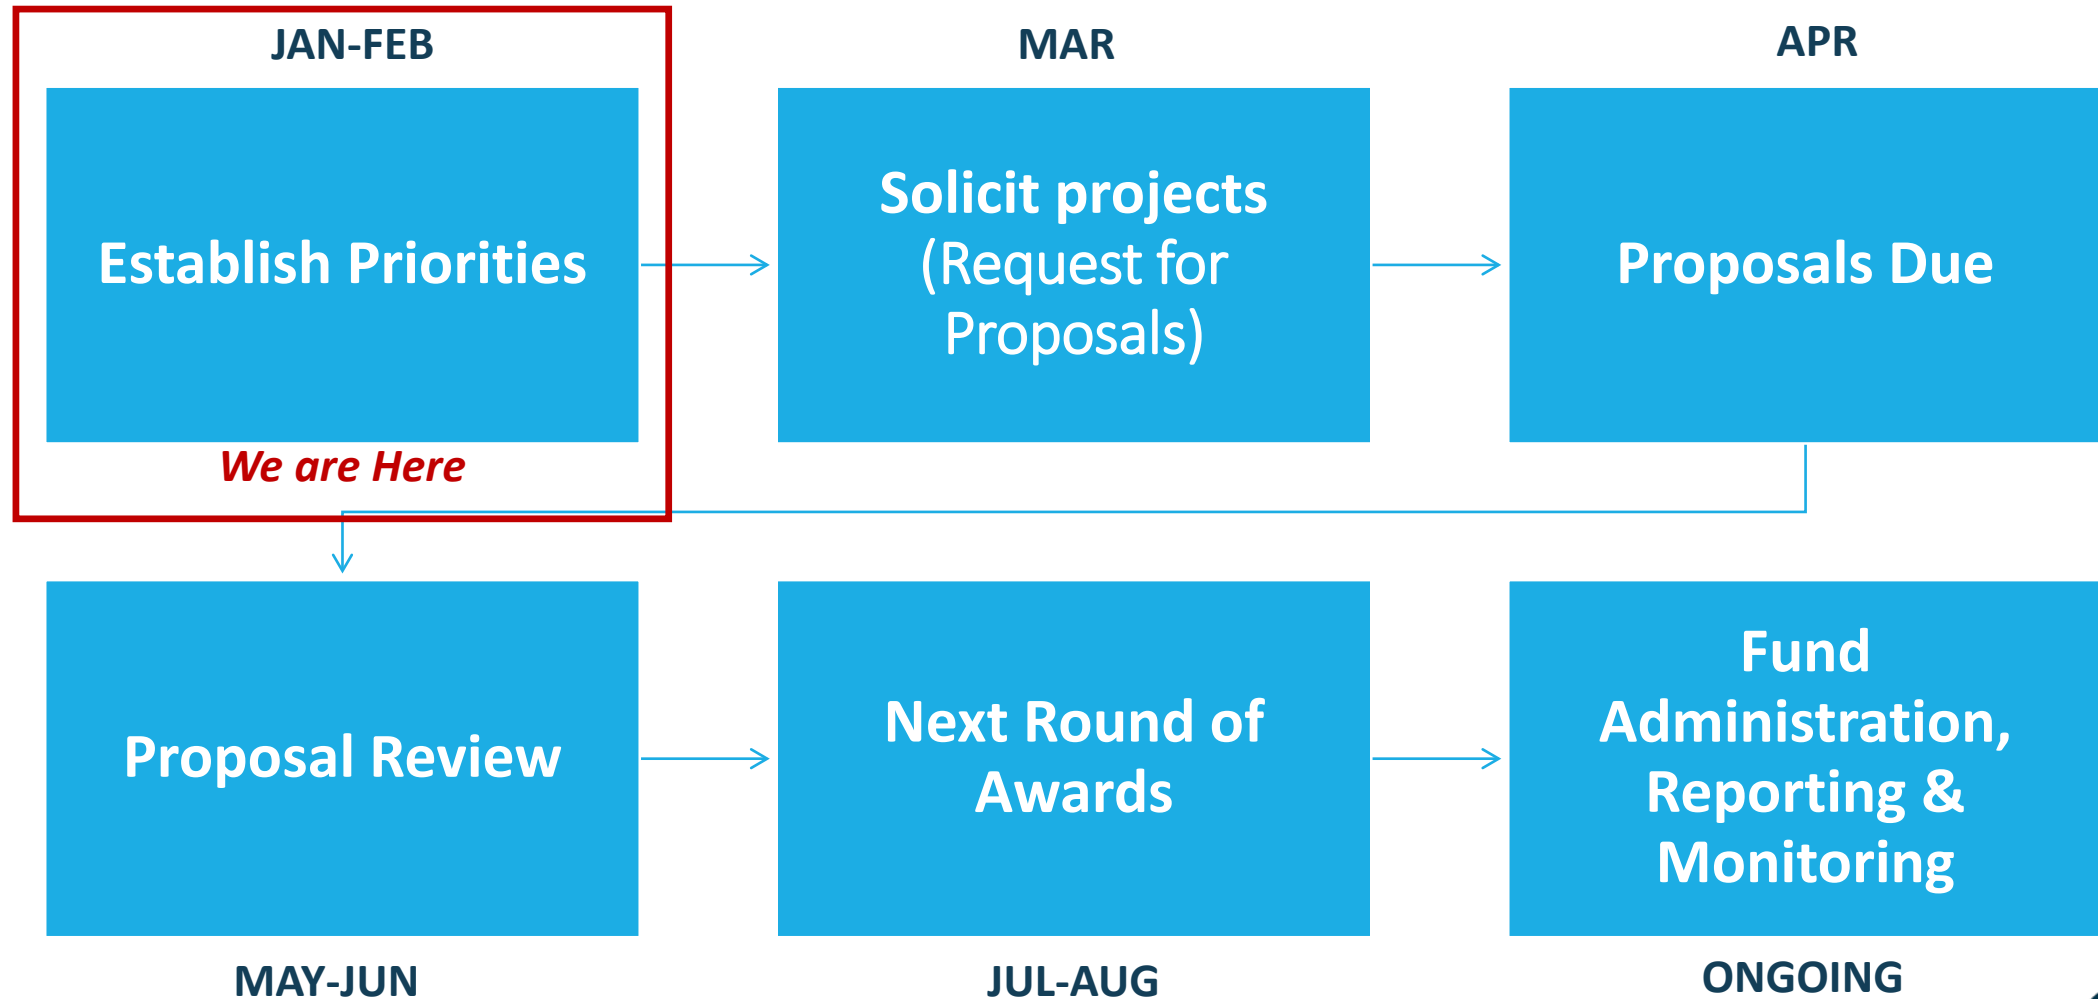 JAN-FEB
MAR
APR
Establish Priorities
Solicit projects
(Request for
Proposals)
Proposals Due
We are Here
Proposal Review
Next Round of
Awards
Fund
Administration,
Reporting &
Monitoring
MAY-JUN
JUL-AUG
ONGOING